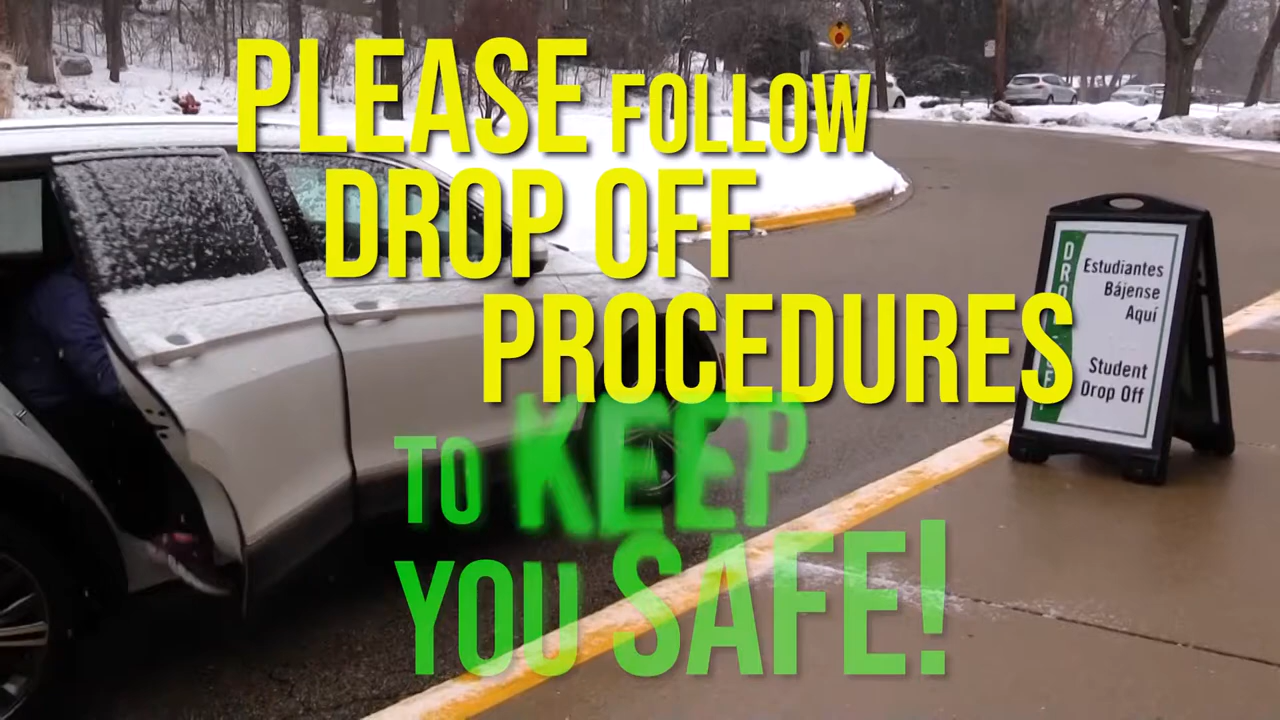 PLEASE FOLLOW
DROP OFF
PROCEDURES
TO KEEP
YOU SAFE!
Estudiantes
Bájense
Aquí
Student
Drop Off